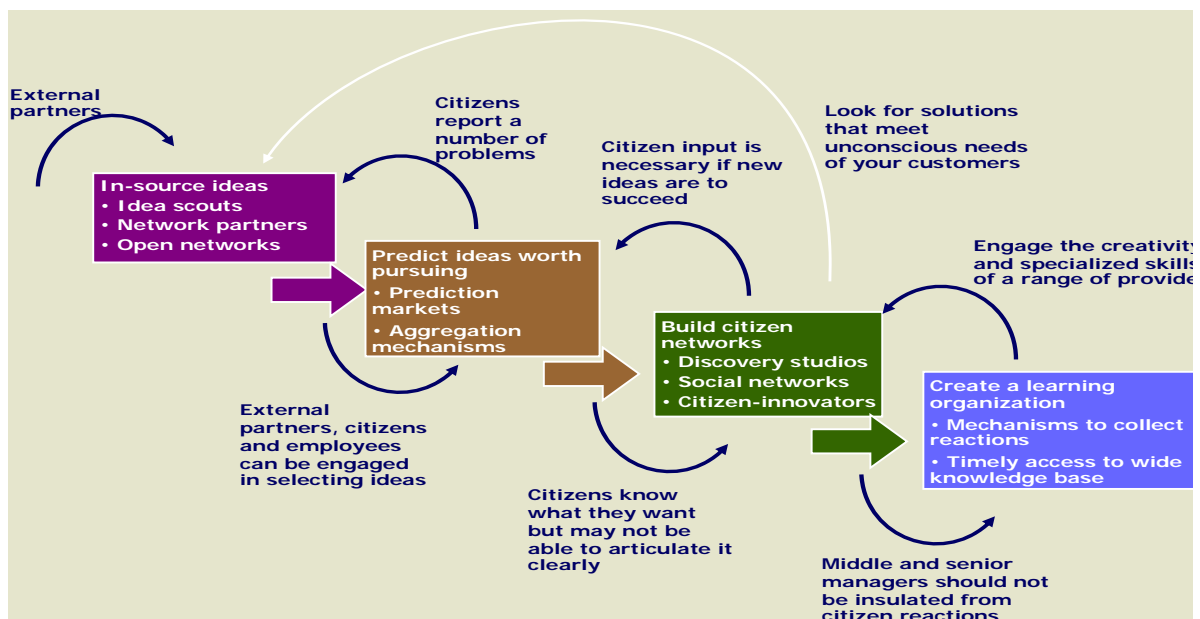 External
partners
Citizens
report a
number of
problems
Citizen input is
necessary if new
ideas are to
succeed
Look for solutions
that meet
unconscious needs
of your customers
In-source ideas
• Idea scouts
• Network partners
• Open networks
Predict ideas worth
pursuing
• Prediction
markets
• Aggregation
mechanisms
Engage the creativity
and specialized skills
of a range of provide
Build citizen
networks
• Discovery studios
• Social networks
• Citizen-innovators
Create a learning
organization
• Mechanisms to collect
reactions
• Timely access to wide
knowledge base
External
partners, citizens
and employees
can be engaged
in selecting ideas
Citizens know
what they want
but may not be
able to articulate it
clearly
Middle and senior
managers should not
be insulated from
citizen reactions